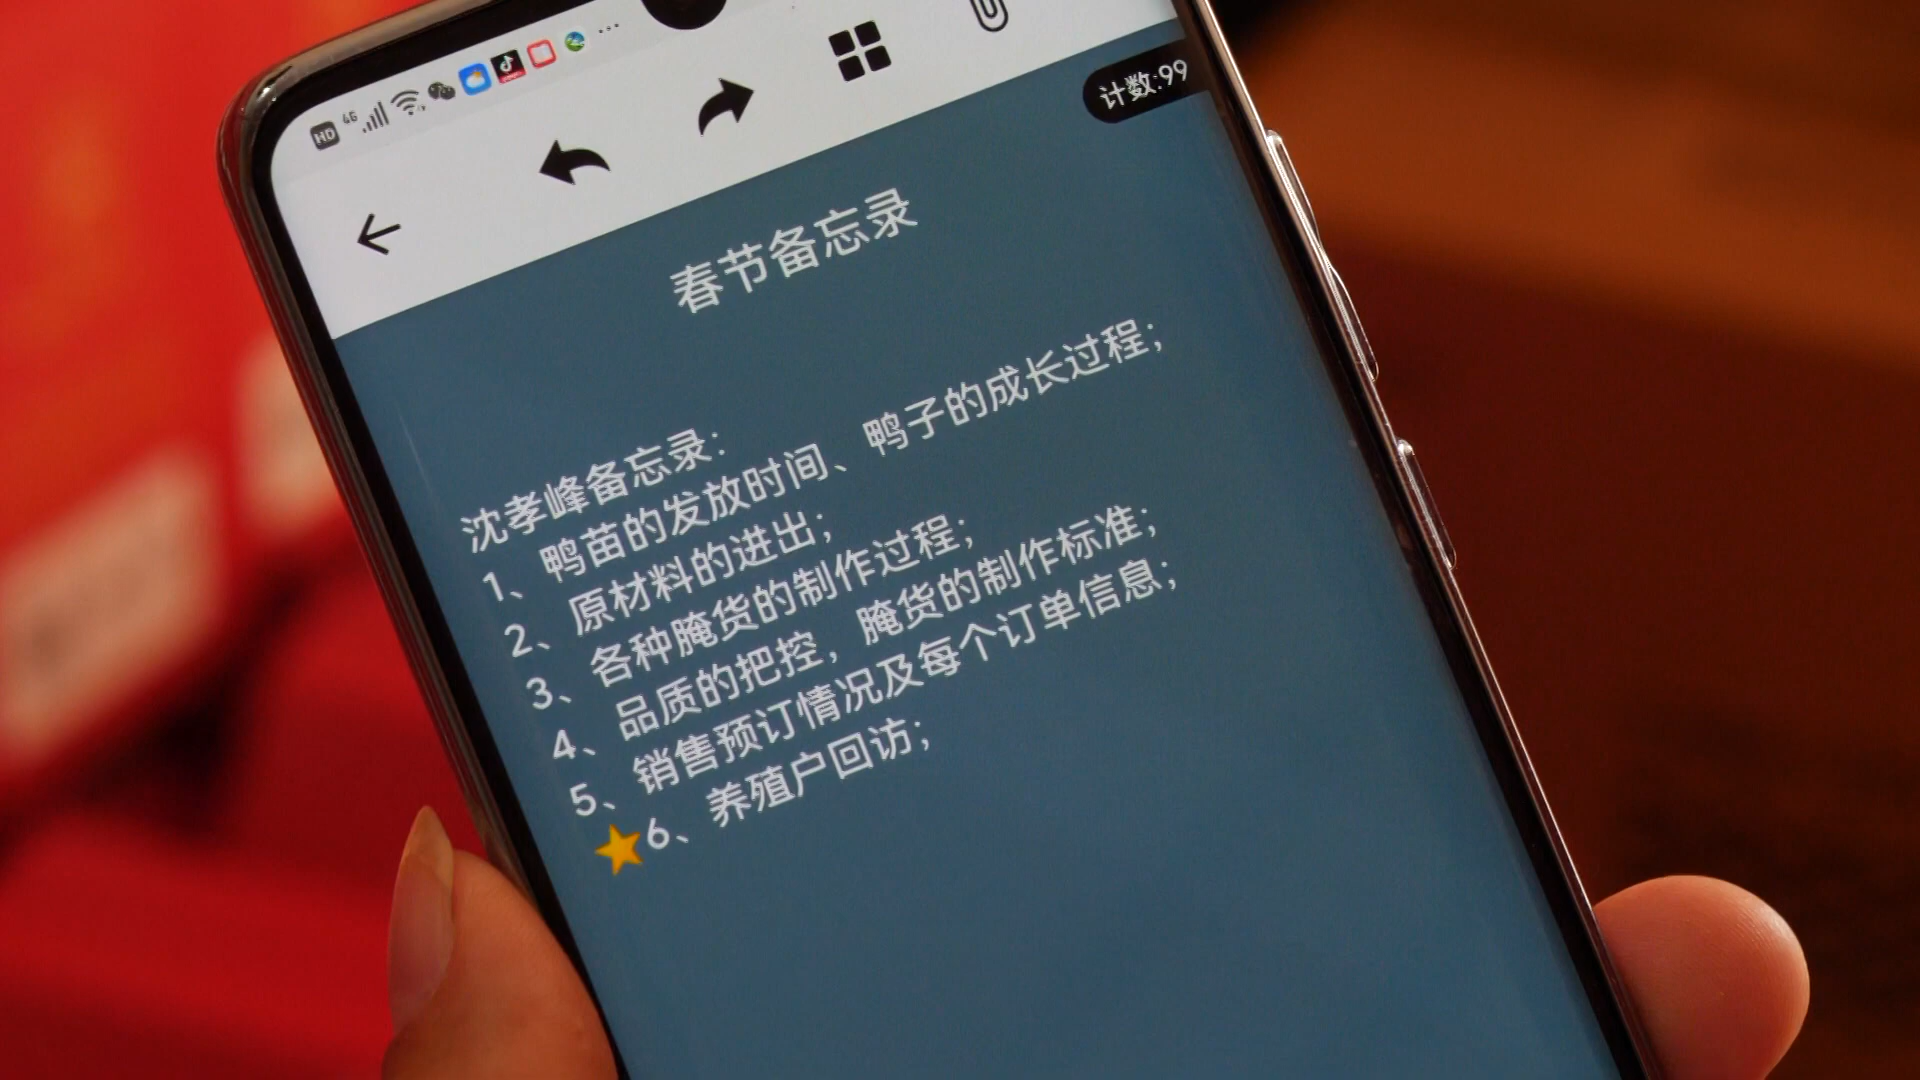 HD 4G
计数:99
春节备忘录
沈孝峰备忘录：
1、鸭苗的发放时间、鸭子的成长过程；
2、原材料的进出；
3、各种腌货的制作过程；
4、品质的把控，腌货的制作标准；
5、销售预订情况及每个订单信息；
⭐6、养殖户回访；